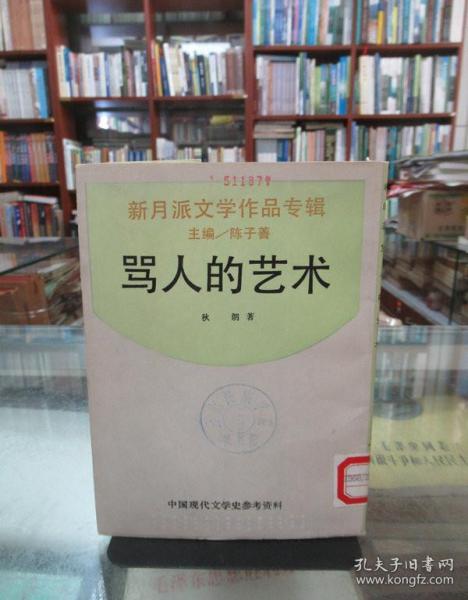 51187
新月派文学作品专辑
主编／陈子善
骂人的艺术
秋郎著
中国现代文学史参考资料
孔夫子旧书网
www.kongfz.com